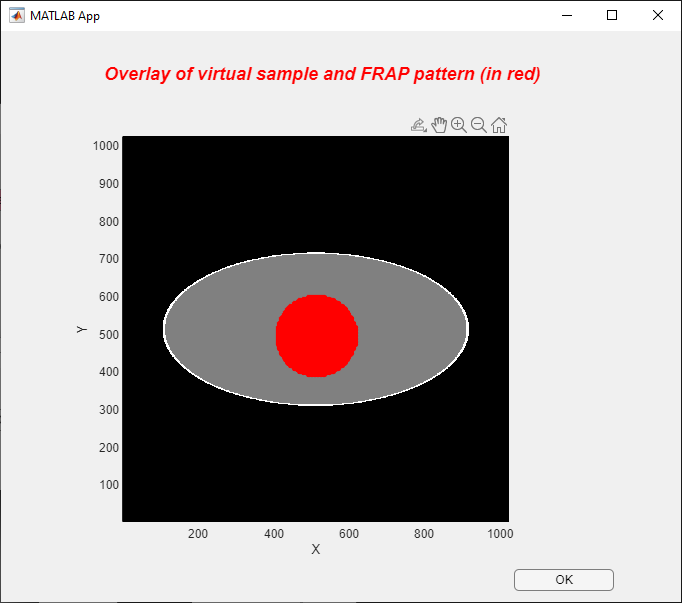 MATLAB App
Overlay of virtual sample and FRAP pattern (in red)
1000
900
800
700
600
500
400
300
200
100
Y
200 400 600 800 1000
X
OK